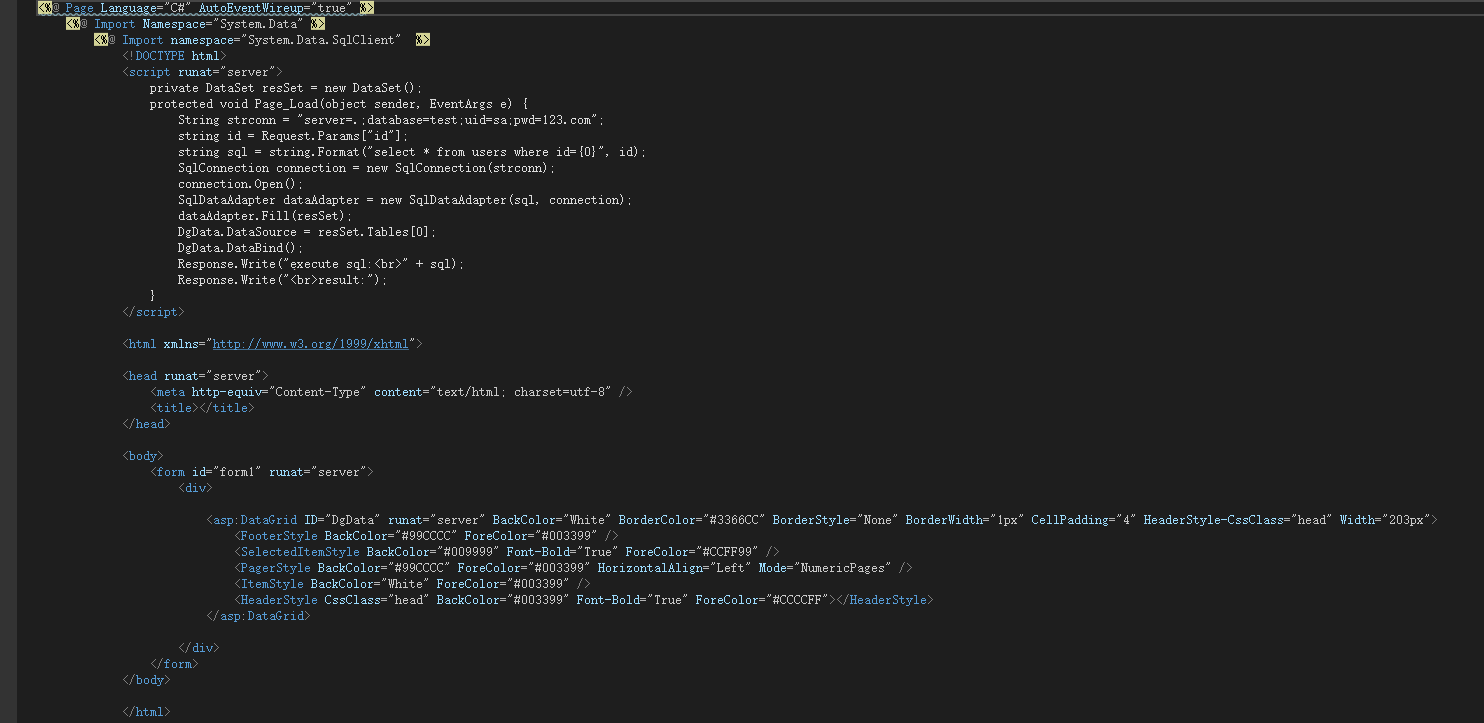 <%@ Page Language="C#" AutoEventWireup="true" %>
<%@ Import Namespace="System.Data" %>
<%@ Import namespace="System.Data.SqlClient"  %>
<!DOCTYPE html>
<script runat="server">
private DataSet resSet = new DataSet();
protected void Page_Load(object sender, EventArgs e) {
String strconn = "server=.;database=test;uid=sa;pwd=123.com";
string id = Request.Params["id"];
string sql = string.Format("select * from users where id={0}", id);
SqlConnection connection = new SqlConnection(strconn);
connection.Open();
SqlDataAdapter dataAdapter = new SqlDataAdapter(sql, connection);
dataAdapter.Fill(resSet);
DgData.DataSource = resSet.Tables[0];
DgData.DataBind();
Response.Write("execute sql:<br>" + sql);
Response.Write("<br>result:");
}
</script>
<html xmlns="http://www.w3.org/1999/xhtml">
<head runat="server">
<meta http-equiv="Content-Type" content="text/html; charset=utf-8" />
<title></title>
</head>
<body>
<form id="form1" runat="server">
<div>
<asp:DataGrid ID="DgData" runat="server" BackColor="White" BorderColor="#3366CC" BorderStyle="None" BorderWidth="1px" CellPadding="4" HeaderStyle-CssClass="head" Width="203px">
<FooterStyle BackColor="#99CCCC" ForeColor="#003399" />
<SelectedItemStyle BackColor="#009999" Font-Bold="True" ForeColor="#CCFF99" />
<PagerStyle BackColor="#99CCCC" ForeColor="#003399" HorizontalAlign="Left" Mode="NumericPages" />
<ItemStyle BackColor="White" ForeColor="#003399" />
<HeaderStyle CssClass="head" BackColor="#003399" Font-Bold="True" ForeColor="#CCCCFF"></HeaderStyle>
</asp:DataGrid>
</div>
</form>
</body>
</html>